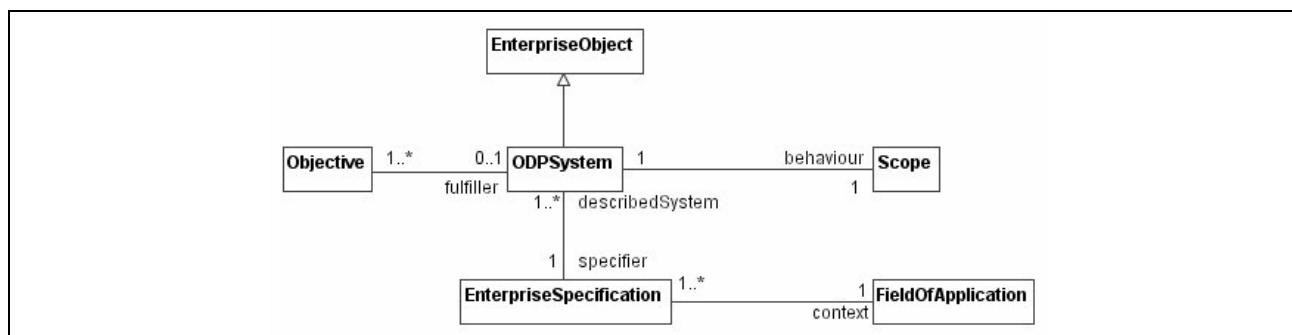 EnterpriseObject
Objective 1..* 0..1 ODPSystem 1 behaviour Scope
fulfiller 1
1..* describedSystem
1 specifier
EnterpriseSpecification 1..* 1 FieldOfApplication
context